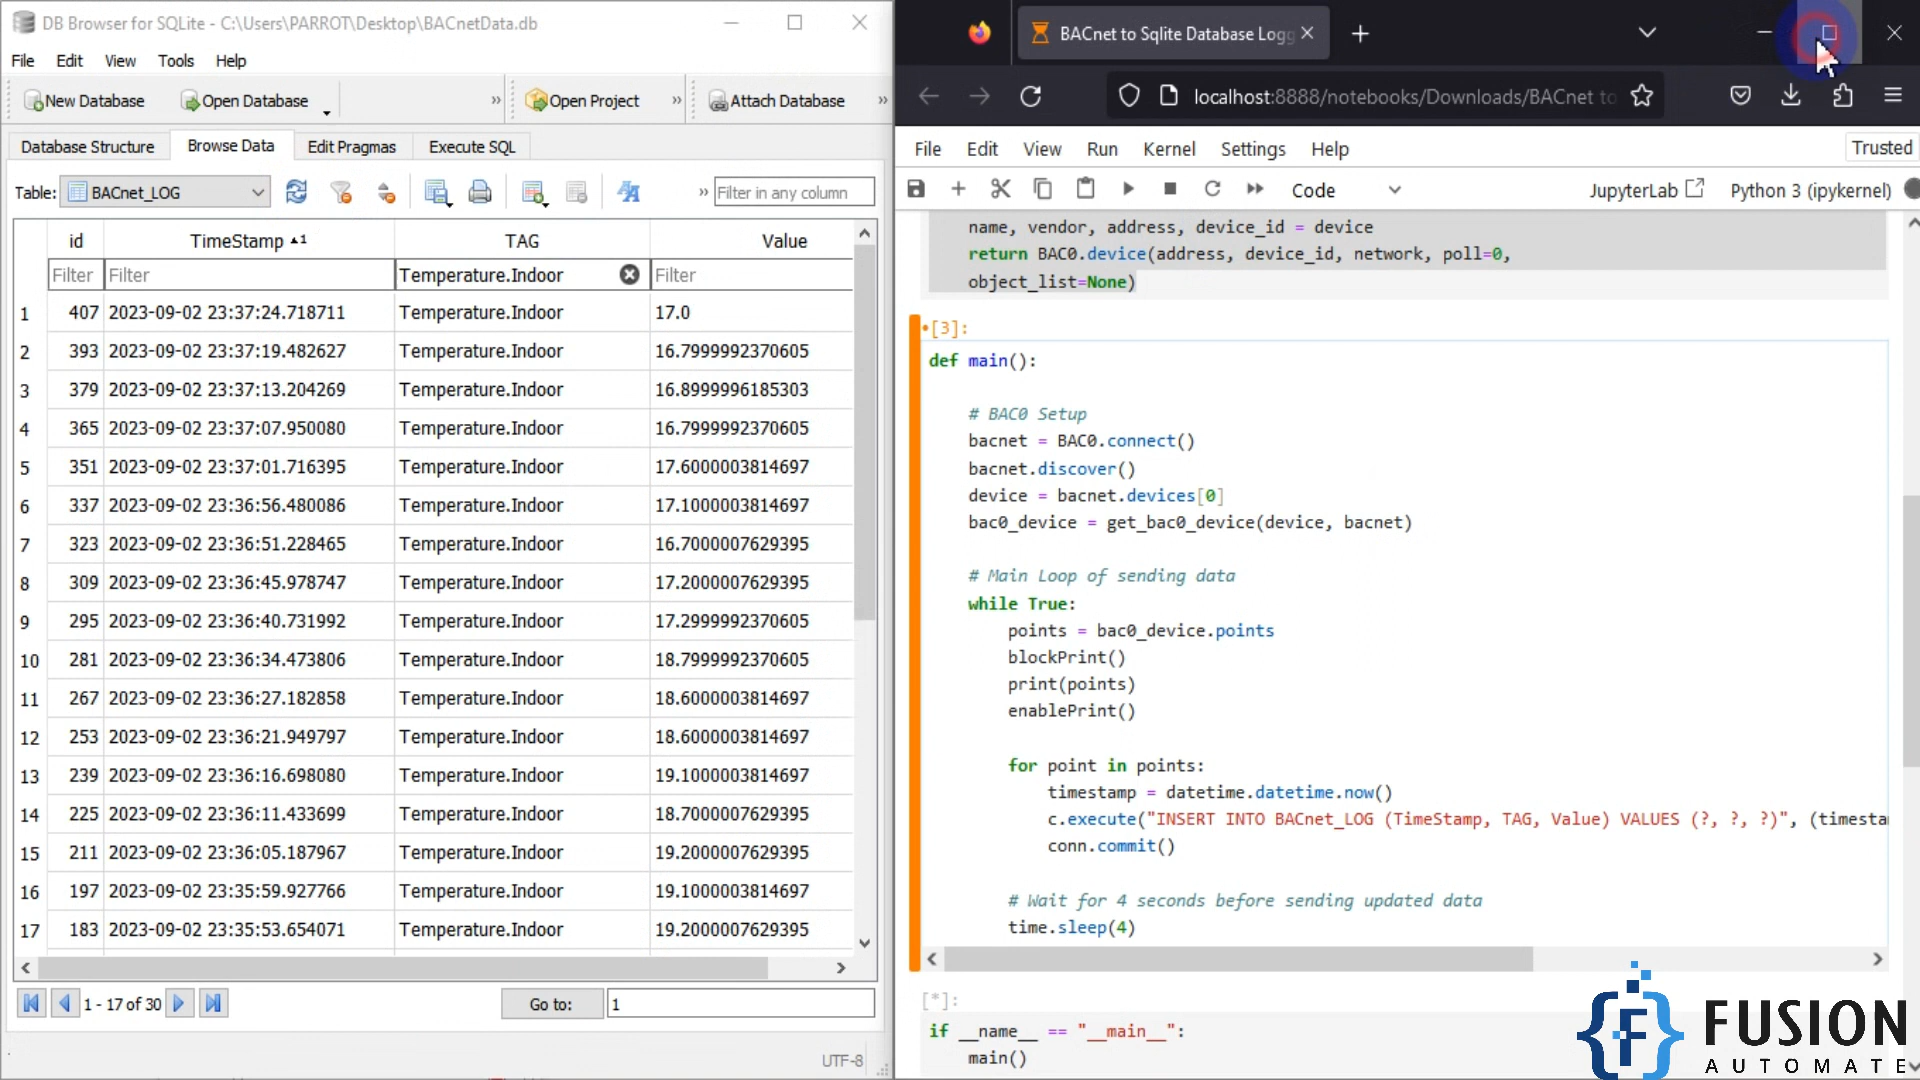 DB Browser for SQLite - C:\Users\PARROT\Desktop\BACnetData.db
File Edit View Tools Help
New Database Open Database » Open Project » Attach Database »
Database Structure Browse Data Edit Pragmas Execute SQL
Table: BACnet_LOG » Filter in any column
id TimeStamp ▲1 TAG Value
Filter Filter Temperature.Indoor Filter
1 407 2023-09-02 23:37:24.718711 Temperature.Indoor 17.0
2 393 2023-09-02 23:37:19.482627 Temperature.Indoor 16.7999992370605
3 379 2023-09-02 23:37:13.204269 Temperature.Indoor 16.8999996185303
4 365 2023-09-02 23:37:07.950080 Temperature.Indoor 16.7999992370605
5 351 2023-09-02 23:37:01.716395 Temperature.Indoor 17.6000003814697
6 337 2023-09-02 23:36:56.480086 Temperature.Indoor 17.1000003814697
7 323 2023-09-02 23:36:51.228465 Temperature.Indoor 16.7000007629395
8 309 2023-09-02 23:36:45.978747 Temperature.Indoor 17.2000007629395
9 295 2023-09-02 23:36:40.731992 Temperature.Indoor 17.2999992370605
10 281 2023-09-02 23:36:34.473806 Temperature.Indoor 18.7999992370605
11 267 2023-09-02 23:36:27.182858 Temperature.Indoor 18.6000003814697
12 253 2023-09-02 23:36:21.949797 Temperature.Indoor 18.6000003814697
13 239 2023-09-02 23:36:16.698080 Temperature.Indoor 19.1000003814697
14 225 2023-09-02 23:36:11.433699 Temperature.Indoor 18.7000007629395
15 211 2023-09-02 23:36:05.187967 Temperature.Indoor 19.2000007629395
16 197 2023-09-02 23:35:59.927766 Temperature.Indoor 19.1000003814697
17 183 2023-09-02 23:35:53.654071 Temperature.Indoor 19.2000007629395
1 - 17 of 30 Go to: 1
UTF-8
BACnet to Sqlite Database Logg
localhost:8888/notebooks/Downloads/BACnet to
File Edit View Run Kernel Settings Help Trusted
Code JupyterLab Python 3 (ipykernel)
name, vendor, address, device_id = device
return BAC0.device(address, device_id, network, poll=0,
object_list=None)
•[3]:
def main():
# BAC0 Setup
bacnet = BAC0.connect()
bacnet.discover()
device = bacnet.devices[0]
bac0_device = get_bac0_device(device, bacnet)
# Main Loop of sending data
while True:
points = bac0_device.points
blockPrint()
print(points)
enablePrint()
for point in points:
timestamp = datetime.datetime.now()
c.execute("INSERT INTO BACnet_LOG (TimeStamp, TAG, Value) VALUES (?, ?, ?)", (timesta
conn.commit()
# Wait for 4 seconds before sending updated data
time.sleep(4)
[*]:
if __name__ == "__main__":
main()
FUSION
AUTOMATE